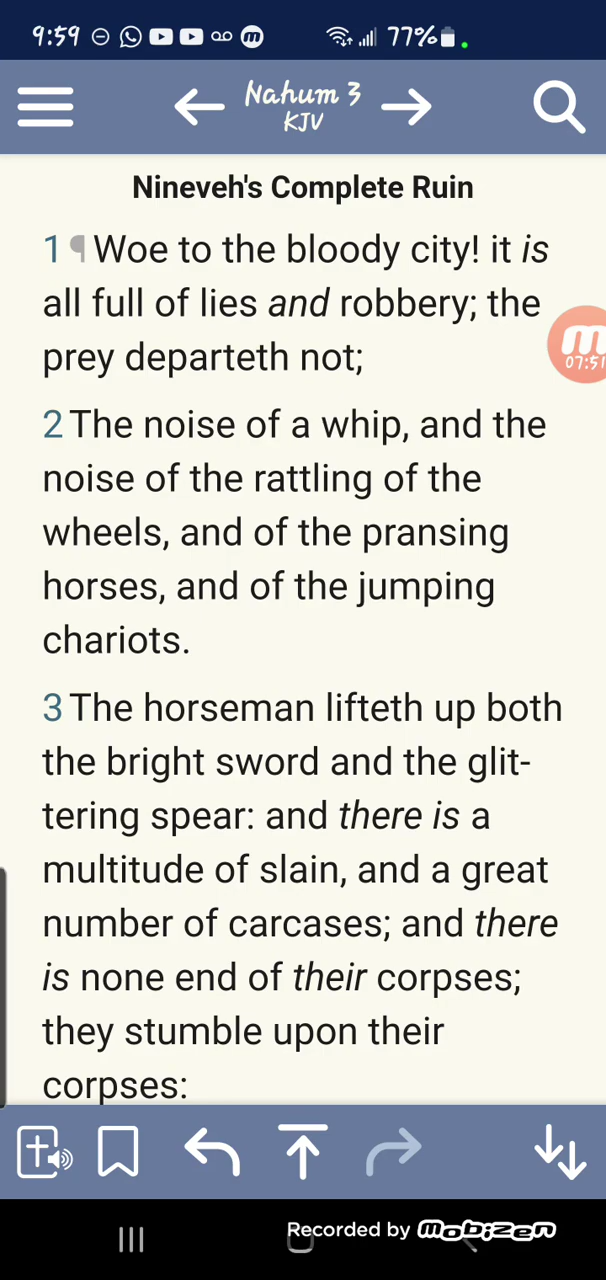 9:59
77%
Nahum 3
KJV
Nineveh's Complete Ruin
1 ¶ Woe to the bloody city! it is
all full of lies and robbery; the
prey departeth not;
07:51
2 The noise of a whip, and the
noise of the rattling of the
wheels, and of the pransing
horses, and of the jumping
chariots.
3 The horseman lifteth up both
the bright sword and the glit-
tering spear: and there is a
multitude of slain, and a great
number of carcases; and there
is none end of their corpses;
they stumble upon their
corpses:
Recorded by mobizen